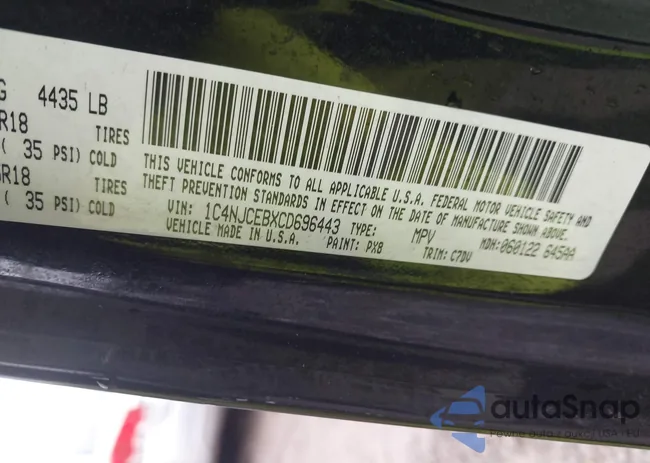 G 4435 LB
R18 TIRES
( 35 PSI) COLD
R18 TIRES
( 35 PSI) COLD
THIS VEHICLE CONFORMS TO ALL APPLICABLE U.S.A. FEDERAL MOTOR VEHICLE SAFETY AND
THEFT PREVENTION STANDARDS IN EFFECT ON THE DATE OF MANUFACTURE SHOWN ABOVE.
VIN: 1C4NJCEBXCD696443 TYPE: MPV MDH:060122 645AA
VEHICLE MADE IN U.S.A. PAINT: PX8 TRIM: C7DV
autoSnap